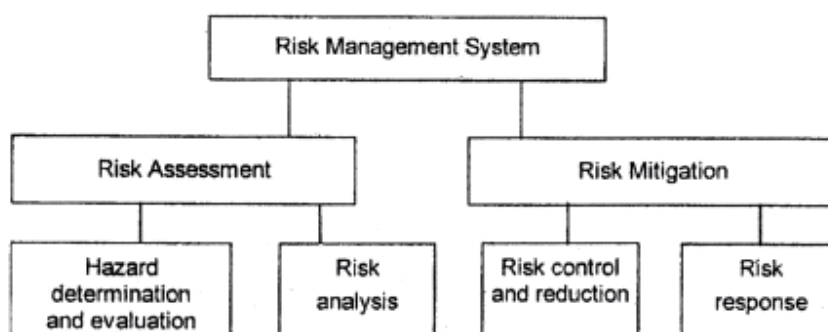 Risk Management System
Risk Assessment
Risk Mitigation
Hazard
determination
and evaluation
Risk
analysis
Risk control
and reduction
Risk
response